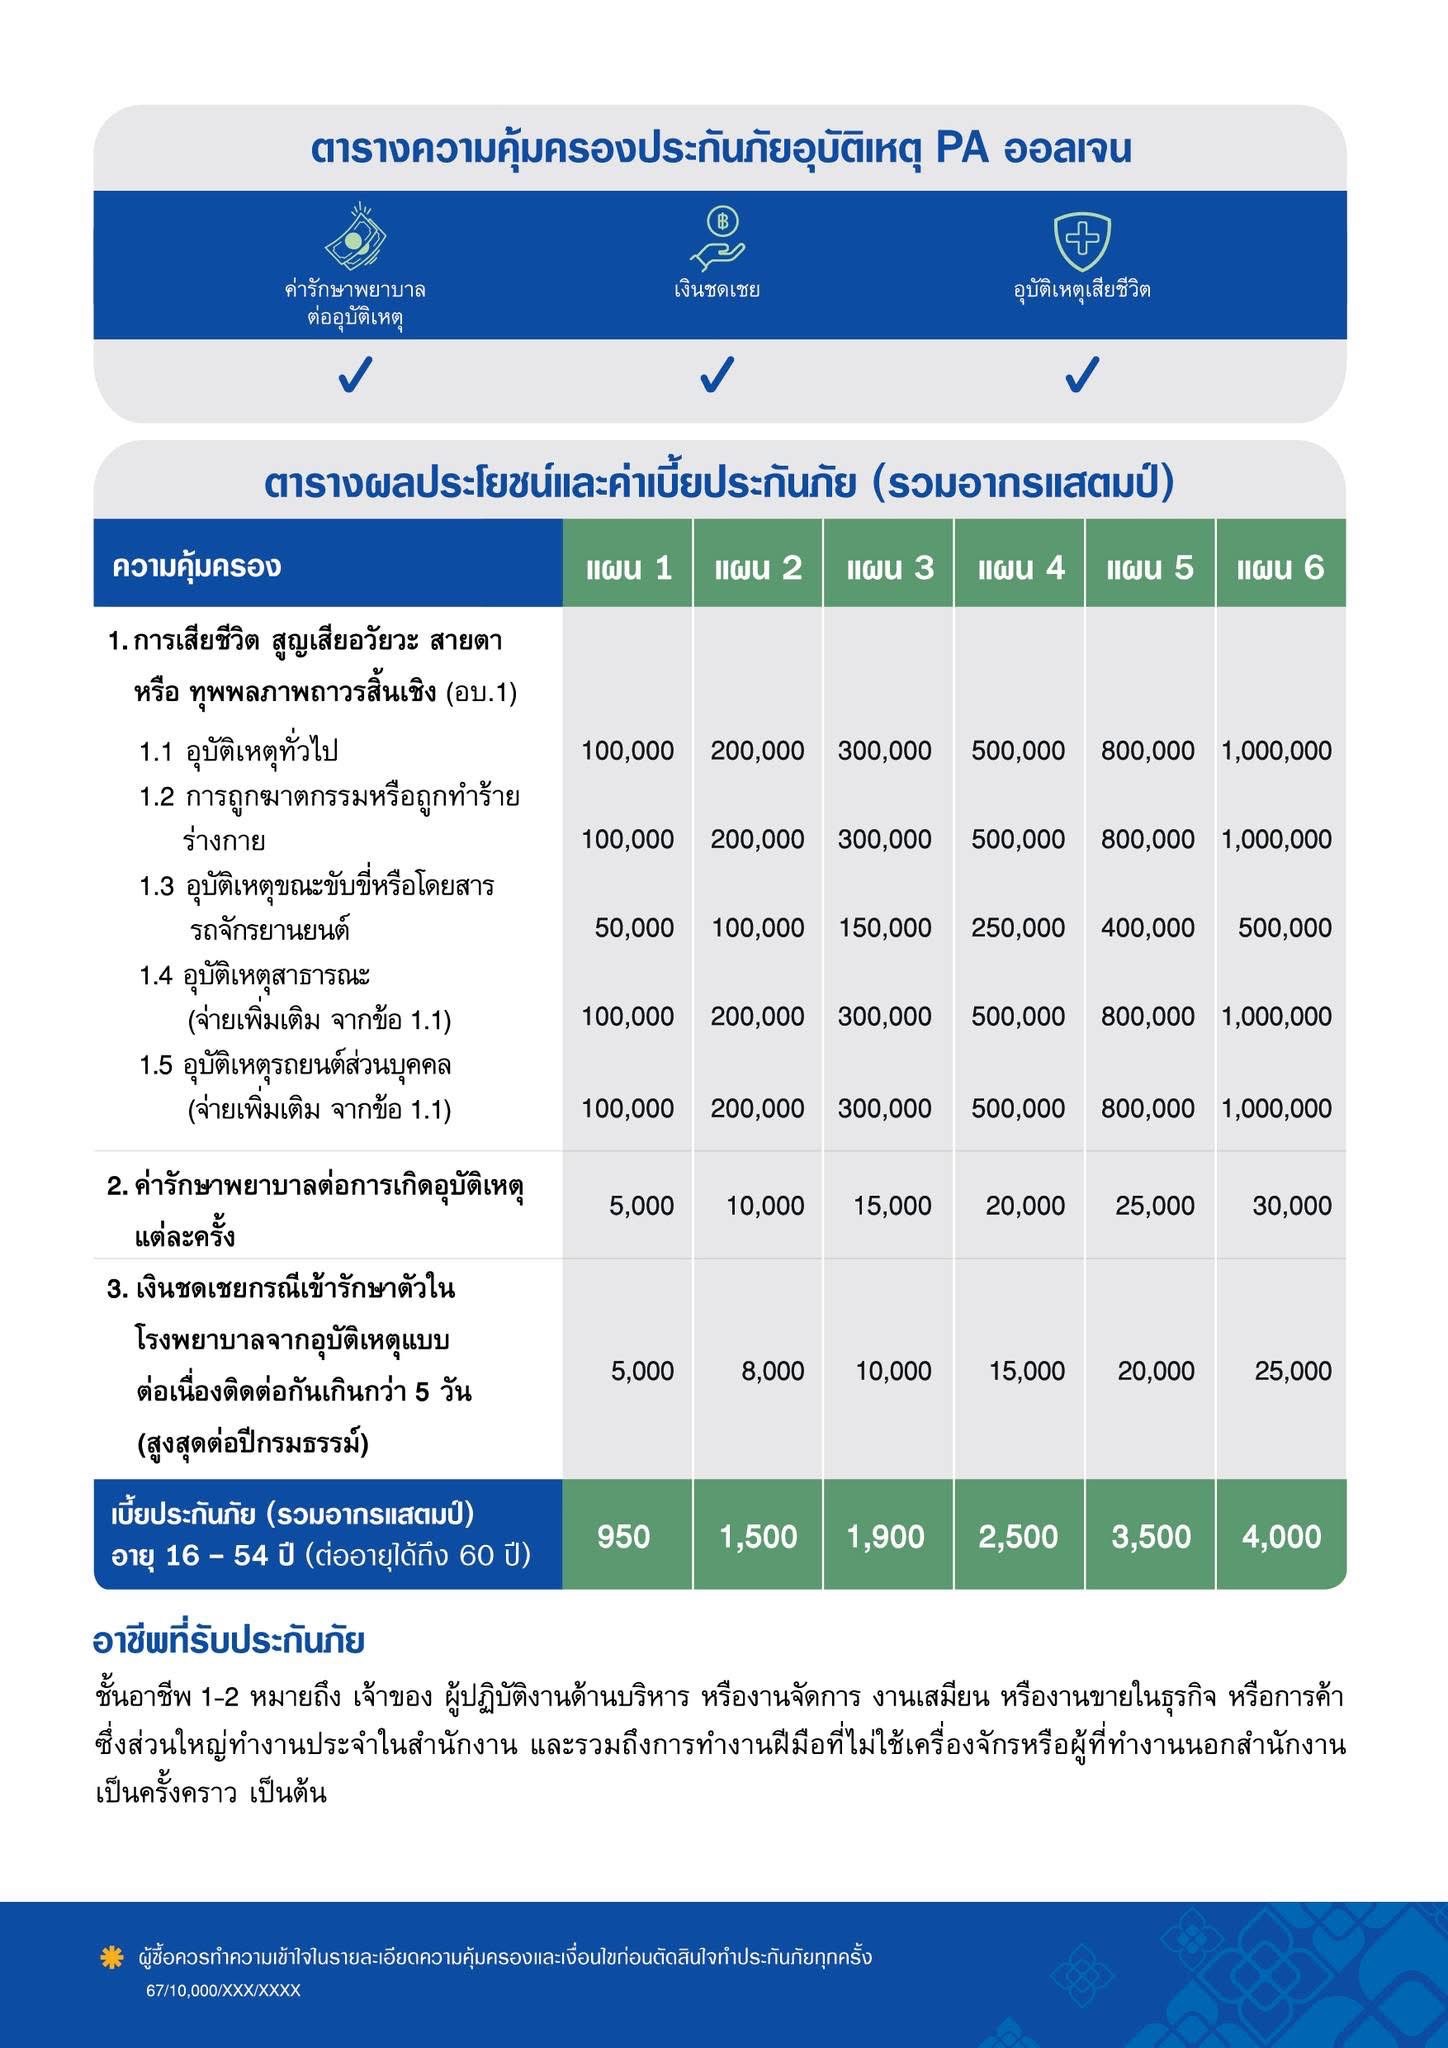 ตารางความคุ้มครองประกันภัยอุบัติเหตุ PA ออลเจน
ค่ารักษาพยาบาล
ต่ออุบัติเหตุ
เงินชดเชย
อุบัติเหตุเสียชีวิต
ตารางผลประโยชน์และค่าเบี้ยประกันภัย (รวมอากรแสตมป์)
ความคุ้มครอง แผน 1 แผน 2 แผน 3 แผน 4 แผน 5 แผน 6
1. การเสียชีวิต สูญเสียอวัยวะ สายตา
หรือ ทุพพลภาพถาวรสิ้นเชิง (อบ.1)
1.1 อุบัติเหตุทั่วไป 100,000 200,000 300,000 500,000 800,000 1,000,000
1.2 การถูกฆาตกรรมหรือถูกทำร้าย
ร่างกาย 100,000 200,000 300,000 500,000 800,000 1,000,000
1.3 อุบัติเหตุขณะขับขี่หรือโดยสาร
รถจักรยานยนต์ 50,000 100,000 150,000 250,000 400,000 500,000
1.4 อุบัติเหตุสาธารณะ
(จ่ายเพิ่มเติม จากข้อ 1.1) 100,000 200,000 300,000 500,000 800,000 1,000,000
1.5 อุบัติเหตุรถยนต์ส่วนบุคคล
(จ่ายเพิ่มเติม จากข้อ 1.1) 100,000 200,000 300,000 500,000 800,000 1,000,000
2. ค่ารักษาพยาบาลต่อการเกิดอุบัติเหตุ
แต่ละครั้ง
5,000 10,000 15,000 20,000 25,000 30,000
3. เงินชดเชยกรณีเข้ารักษาตัวใน
โรงพยาบาลจากอุบัติเหตุแบบ
ต่อเนื่องติดต่อกันเกินกว่า 5 วัน
(สูงสุดต่อปีกรมธรรม์)
5,000 8,000 10,000 15,000 20,000 25,000
เบี้ยประกันภัย (รวมอากรแสตมป์)
อายุ 16 – 54 ปี (ต่ออายุได้ถึง 60 ปี)
950 1,500 1,900 2,500 3,500 4,000
อาชีพที่รับประกันภัย
ชั้นอาชีพ 1-2 หมายถึง เจ้าของ ผู้ปฏิบัติงานด้านบริหาร หรืองานจัดการ งานเสมียน หรืองานขายในธุรกิจ หรือการค้า
ซึ่งส่วนใหญ่ทำงานประจำในสำนักงาน และรวมถึงการทำงานฝีมือที่ไม่ใช้เครื่องจักรหรือผู้ที่ทำงานนอกสำนักงาน
เป็นครั้งคราว เป็นต้น
ผู้ซื้อควรทำความเข้าใจในรายละเอียดความคุ้มครองและเงื่อนไขก่อนตัดสินใจทำประกันภัยทุกครั้ง
67/10,000/XXX/XXXX